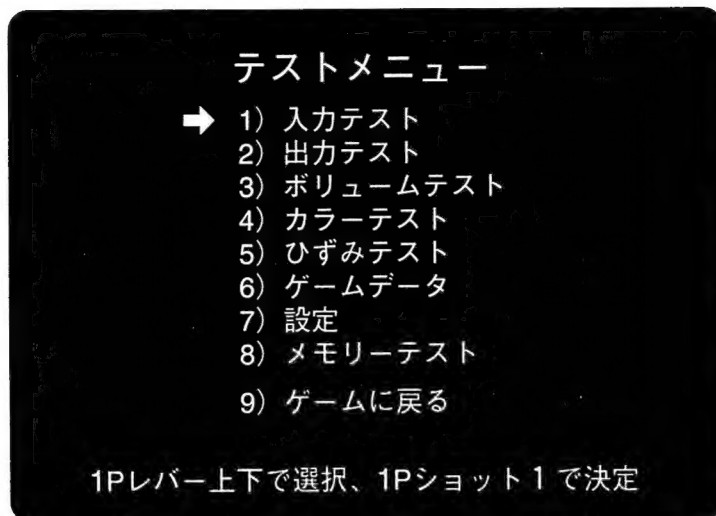 テストメニュー
➡ 1) 入力テスト
2) 出力テスト
3) ボリュームテスト
4) カラーテスト
5) ひずみテスト
6) ゲームデータ
7) 設定
8) メモリーテスト
9) ゲームに戻る
1Pレバー上下で選択、1Pショット1で決定